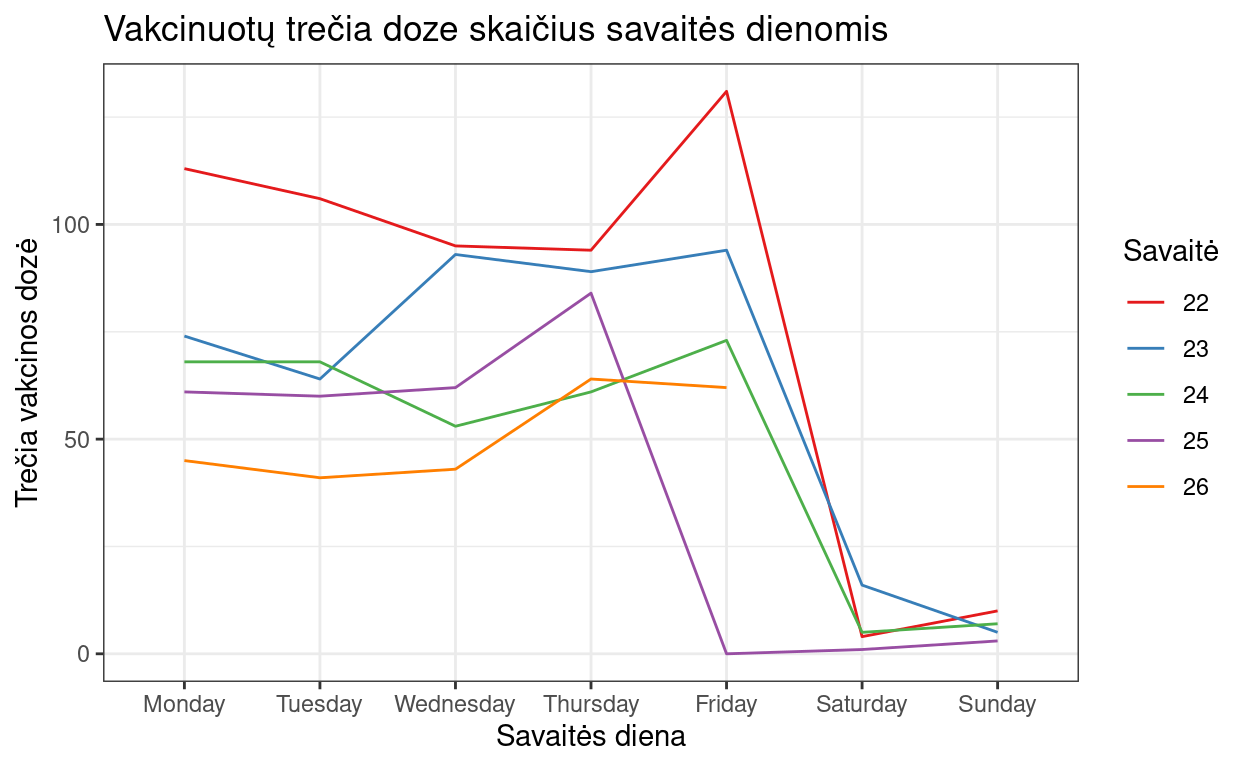 Vakcinuotų trečia doze skaičius savaitės dienomis
Trečia vakcinos dozė
100
50
0
Monday Tuesday Wednesday Thursday Friday Saturday Sunday
Savaitės diena
Savaitė
22
23
24
25
26